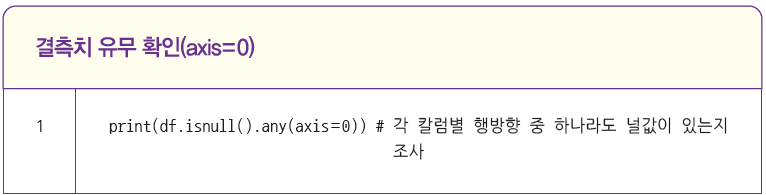 결측치 유무 확인(axis=0)
1 print(df.isnull().any(axis=0)) # 각 칼럼별 행방향 중 하나라도 널값이 있는지
조사